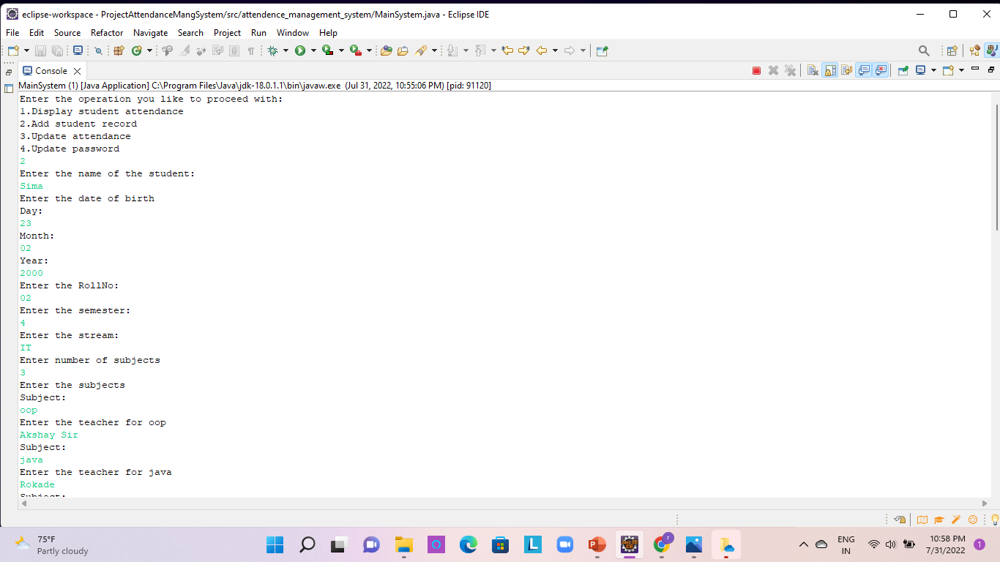 eclipse-workspace - ProjectAttendanceMangSystem/src/attendence_management_system/MainSystem.java - Eclipse IDE
File Edit Source Refactor Navigate Search Project Run Window Help
Console
MainSystem (1) [Java Application] C:\Program Files\Java\jdk-18.0.1.1\bin\javaw.exe (Jul 31, 2022, 10:55:06 PM) [pid: 91120]
Enter the operation you like to proceed with:
1.Display student attendance
2.Add student record
3.Update attendance
4.Update password
2
Enter the name of the student:
Sima
Enter the date of birth
Day:
23
Month:
02
Year:
2000
Enter the RollNo:
02
Enter the semester:
4
Enter the stream:
IT
Enter number of subjects
3
Enter the subjects
Subject:
oop
Enter the teacher for oop
Akshay Sir
Subject:
java
Enter the teacher for java
Rokade
Subject:
75°F
Partly cloudy
ENG
IN
10:58 PM
7/31/2022
1